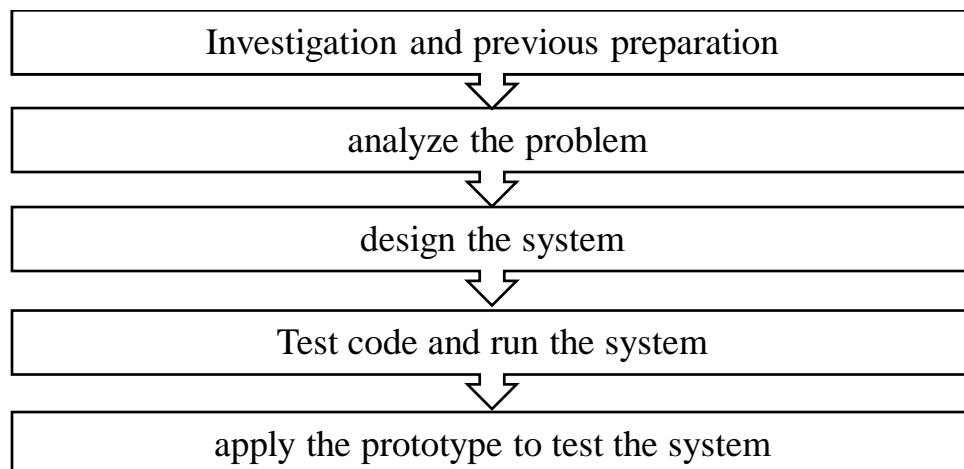 Investigation and previous preparation
analyze the problem
design the system
Test code and run the system
apply the prototype to test the system